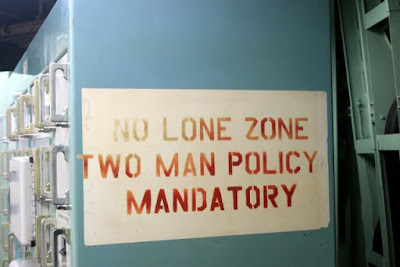 NO LONE ZONE
TWO MAN POLICY
MANDATORY